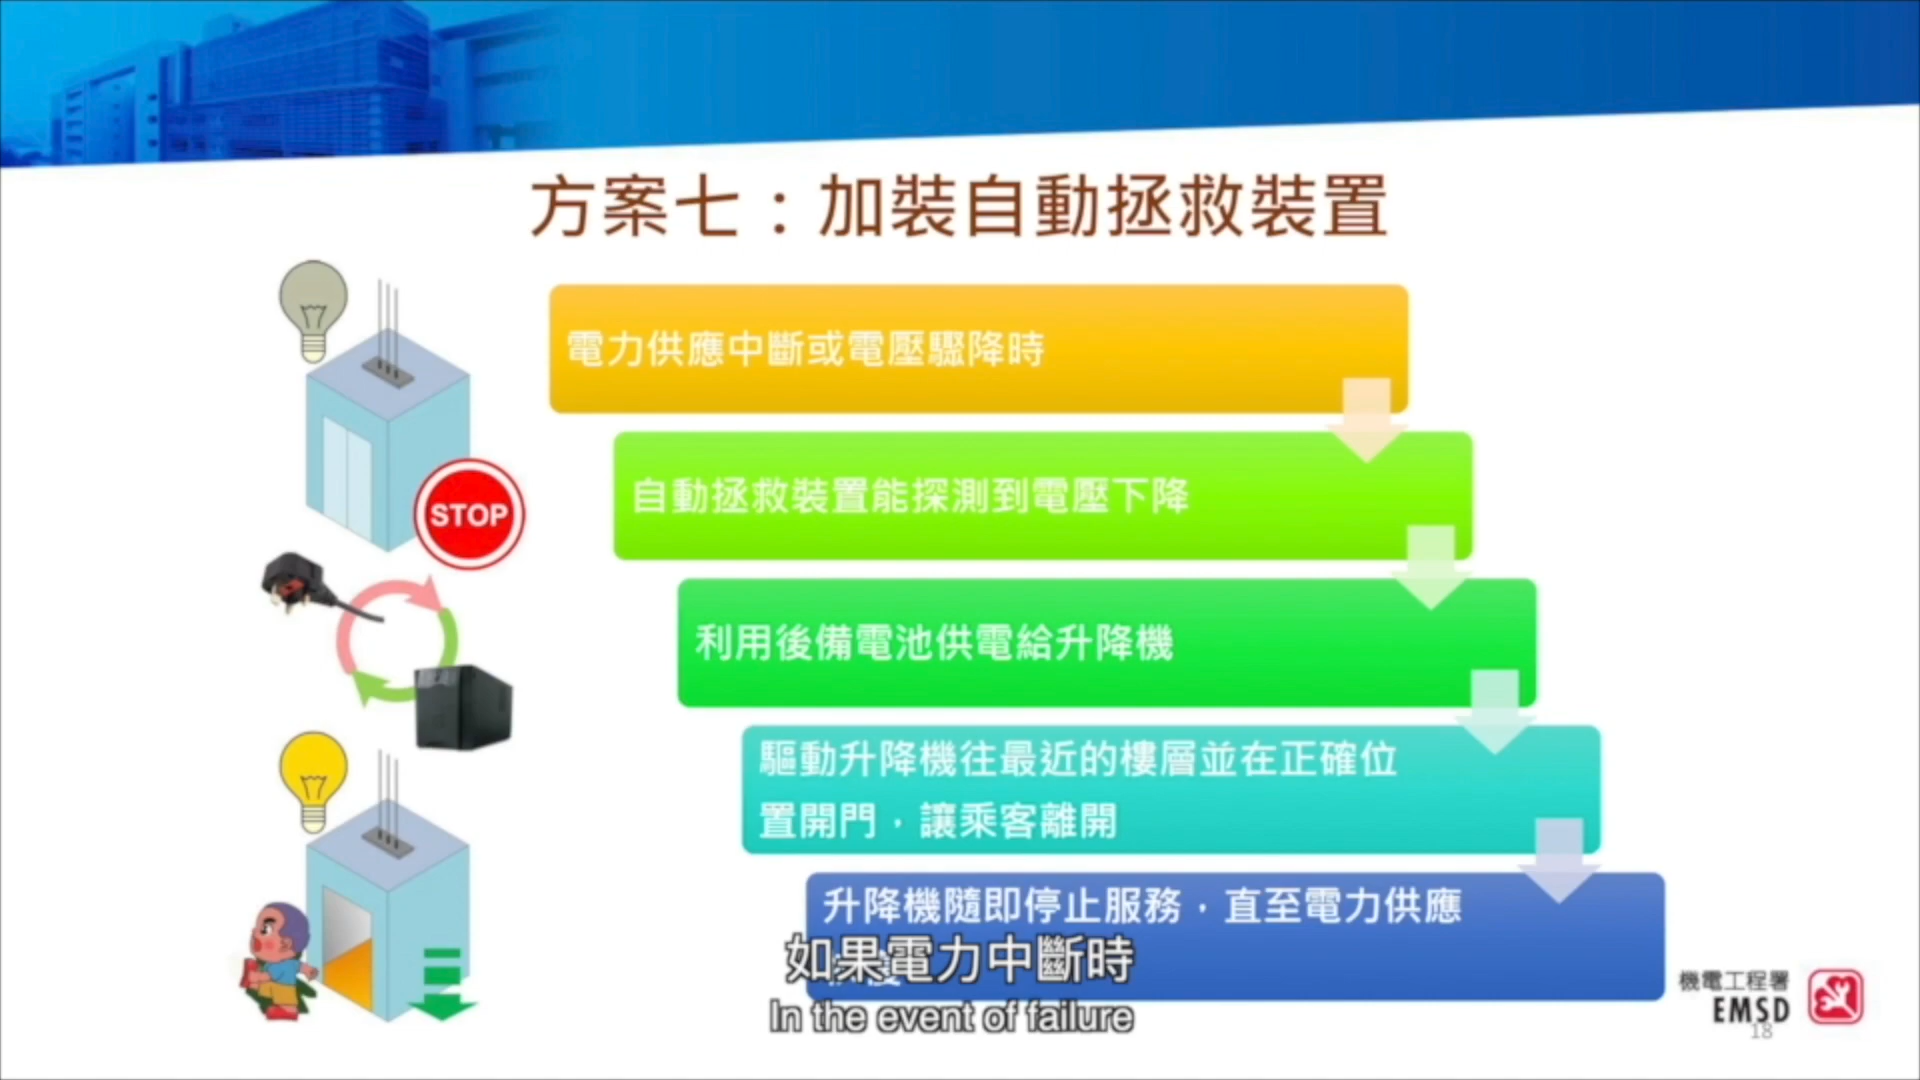 方案七：加裝自動拯救裝置
電力供應中斷或電壓驟降時
STOP
自動拯救裝置能探測到電壓下降
利用後備電池供電給升降機
驅動升降機往最近的樓層並在正確位
置開門，讓乘客離開
升降機隨即停止服務，直至電力供應
如果電力中斷時
In the event of failure
機電工程署
EMSD
18